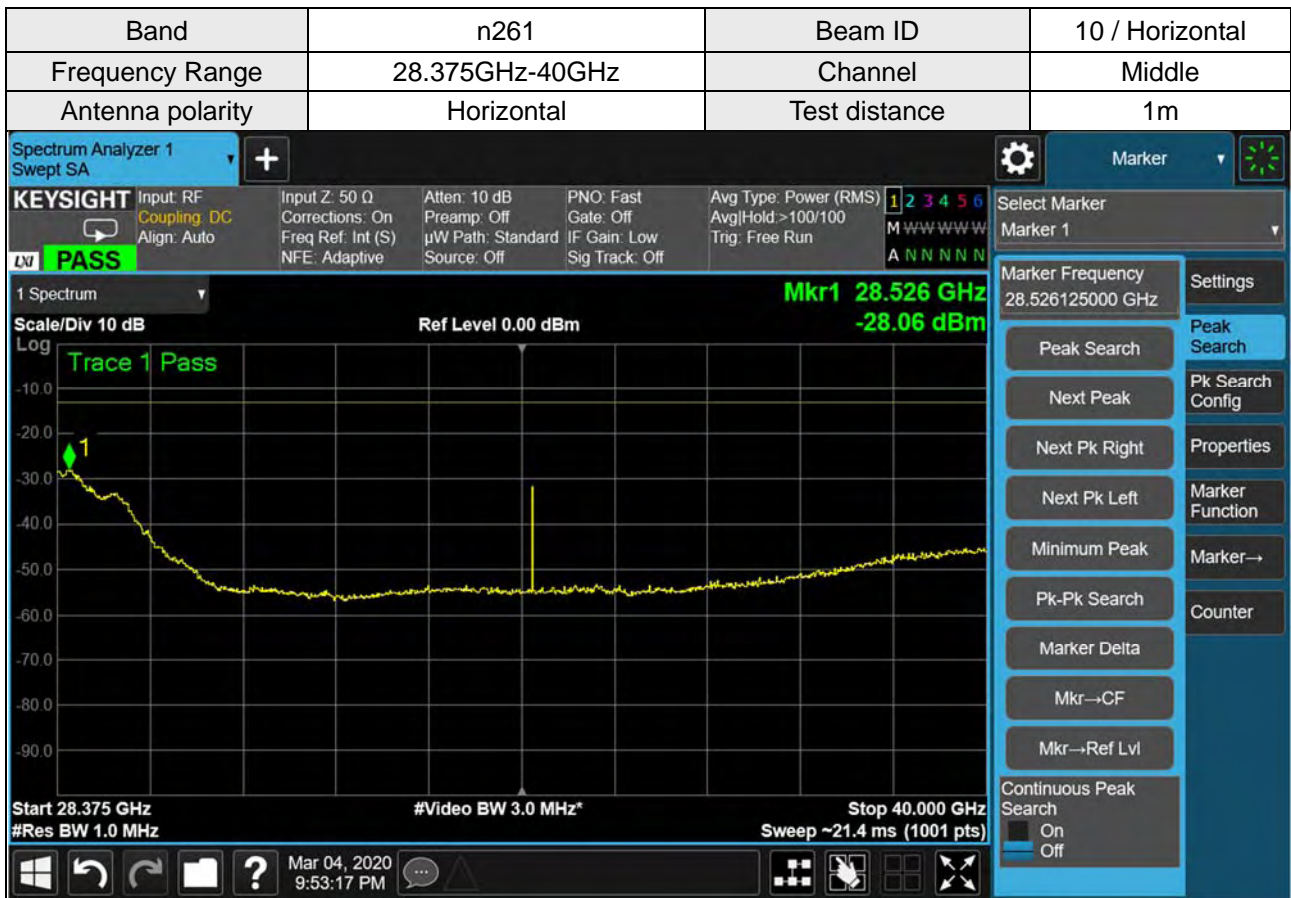 Band n261 Beam ID 10 / Horizontal
Frequency Range 28.375GHz-40GHz Channel Middle
Antenna polarity Horizontal Test distance 1m
Spectrum Analyzer 1
Swept SA
+
Marker
KEYSIGHT
LXI PASS
Input: RF
Coupling: DC
Align: Auto
Input Z: 50 Ω
Corrections: On
Freq Ref: Int (S)
NFE: Adaptive
Atten: 10 dB
Preamp: Off
µW Path: Standard
Source: Off
PNO: Fast
Gate: Off
IF Gain: Low
Sig Track: Off
Avg Type: Power (RMS)
Avg|Hold:>100/100
Trig: Free Run
1 2 3 4 5 6
M W W W W W
A N N N N N
Select Marker
Marker 1
1 Spectrum
Scale/Div 10 dB
Ref Level 0.00 dBm
Mkr1 28.526 GHz
-28.06 dBm
Log
Trace 1 Pass
-10.0
-20.0
1
-30.0
-40.0
-50.0
-60.0
-70.0
-80.0
-90.0
Start 28.375 GHz
#Res BW 1.0 MHz
#Video BW 3.0 MHz*
Stop 40.000 GHz
Sweep ~21.4 ms (1001 pts)
Marker Frequency
28.526125000 GHz
Peak Search
Next Peak
Next Pk Right
Next Pk Left
Minimum Peak
Pk-Pk Search
Marker Delta
Mkr→CF
Mkr→Ref Lvl
Continuous Peak
Search
On
Off
Settings
Peak
Search
Pk Search
Config
Properties
Marker
Function
Marker→
Counter
?
Mar 04, 2020
9:53:17 PM